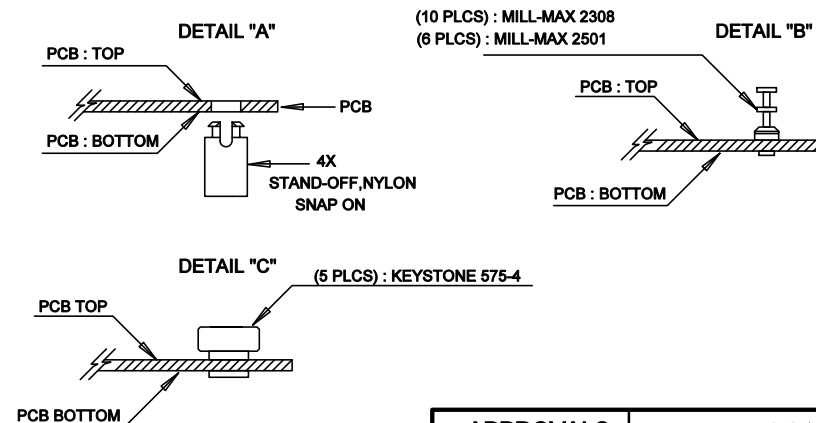 DETAIL "A"
PCB : TOP
PCB
PCB : BOTTOM
4X
STAND-OFF,NYLON
SNAP ON
(10 PLCS) : MILL-MAX 2308
(6 PLCS) : MILL-MAX 2501
DETAIL "B"
PCB : TOP
PCB : BOTTOM
DETAIL "C"
(5 PLCS) : KEYSTONE 575-4
PCB TOP
PCB BOTTOM
APPROVALS